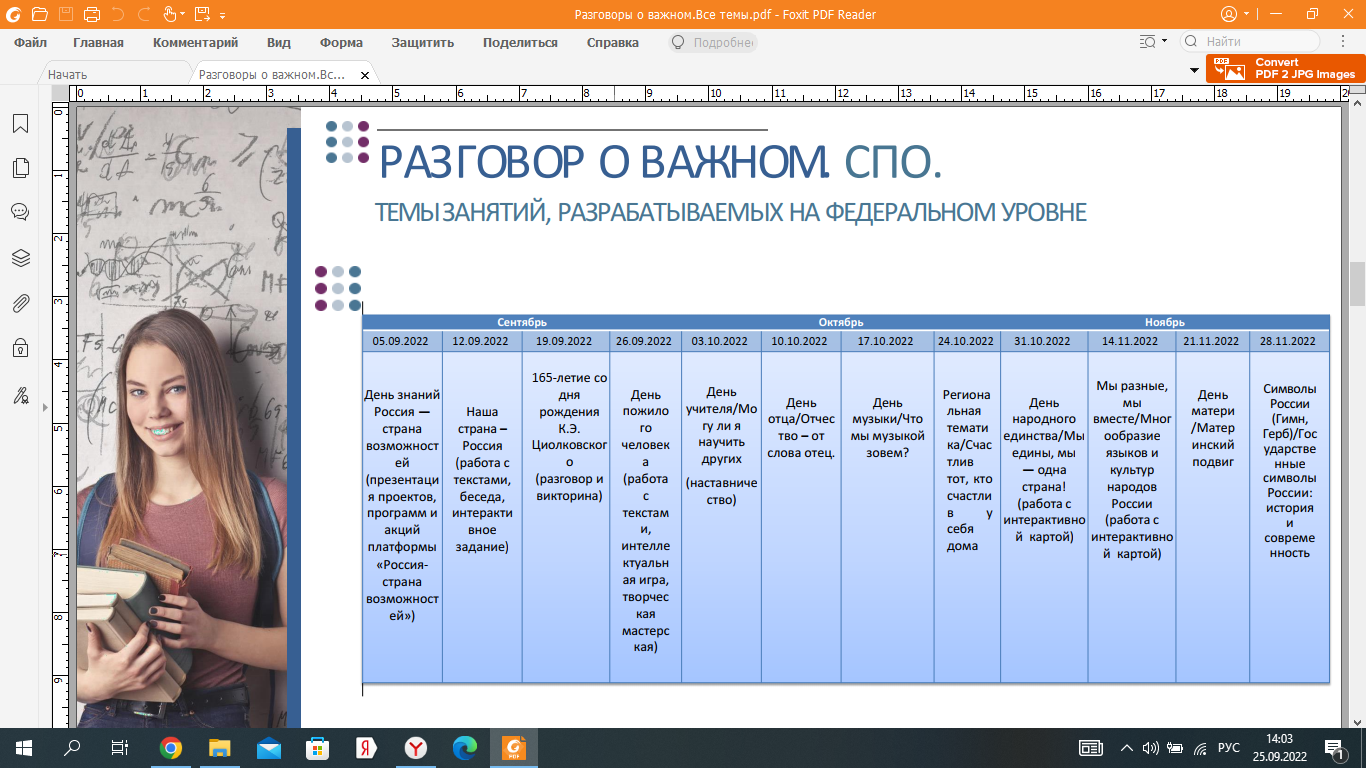 Разговоры о важном.Все темы.pdf - Foxit PDF Reader
Файл Главная Комментарий Вид Форма Защитить Поделиться Справка Подробнее Найти
Начать Разговоры о важном.Вс... Convert
PDF 2 JPG Images
РАЗГОВОР О ВАЖНОМ. СПО.
ТЕМЫ ЗАНЯТИЙ, РАЗРАБАТЫВАЕМЫХ НА ФЕДЕРАЛЬНОМ УРОВНЕ
Сентябрь Октябрь Ноябрь
05.09.2022 12.09.2022 19.09.2022 26.09.2022 03.10.2022 10.10.2022 17.10.2022 24.10.2022 31.10.2022 14.11.2022 21.11.2022 28.11.2022
День знаний
Россия —
страна
возможност
ей
(презентаци
я проектов,
программ и
акций
платформы
«Россия-
страна
возможност
ей»)
Наша
страна –
Россия
(работа с
текстами,
беседа,
интеракти
вное
задание)
165-летие со
дня
рождения
К.Э.
Циолковског
о
(разговор и
викторина)
День
пожило
го
человек
а
(работа
с
текстам
и,
интелле
ктуальн
ая игра,
творчес
кая
мастерс
кая)
День
учителя/Мо
гу ли я
научить
других
(наставниче
ство)
День
отца/Отчес
тво – от
слова отец.
День
музыки/Что
мы музыкой
зовем?
Региона
льная
темати
ка/Счас
тлив
тот, кто
счастли
в у
себя
дома
День
народного
единства/Мы
едины, мы
— одна
страна!
(работа с
интерактивно
й картой)
Мы разные,
мы
вместе/Мног
ообразие
языков и
культур
народов
России
(работа с
интерактивно
й картой)
День
матери
/Матер
инский
подвиг
Символы
России
(Гимн,
Герб)/Гос
ударстве
нные
символы
России:
история
и
совреме
нность
РУС
14:03
25.09.2022